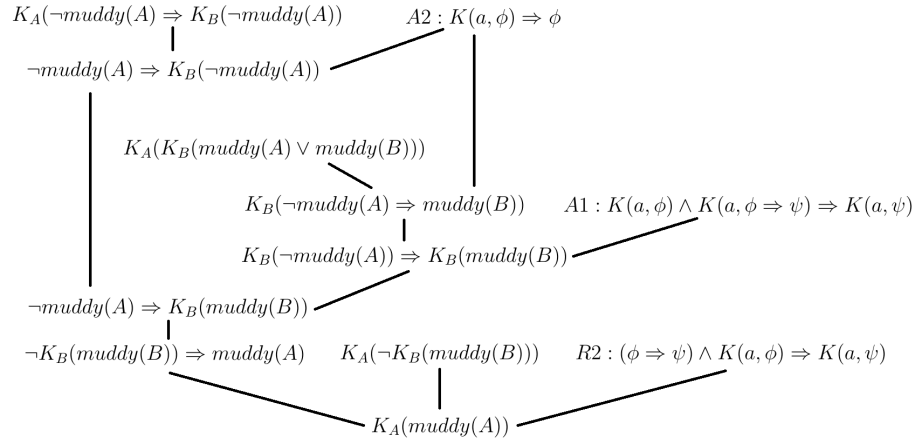 K_A(¬muddy(A) ⇒ K_B(¬muddy(A)) A2 : K(a, ϕ) ⇒ ϕ
¬muddy(A) ⇒ K_B(¬muddy(A))
K_A(K_B(muddy(A) ∨ muddy(B)))
K_B(¬muddy(A) ⇒ muddy(B)) A1 : K(a, ϕ) ∧ K(a, ϕ ⇒ ψ) ⇒ K(a, ψ)
K_B(¬muddy(A)) ⇒ K_B(muddy(B))
¬muddy(A) ⇒ K_B(muddy(B))
¬K_B(muddy(B)) ⇒ muddy(A) K_A(¬K_B(muddy(B))) R2 : (ϕ ⇒ ψ) ∧ K(a, ϕ) ⇒ K(a, ψ)
K_A(muddy(A))